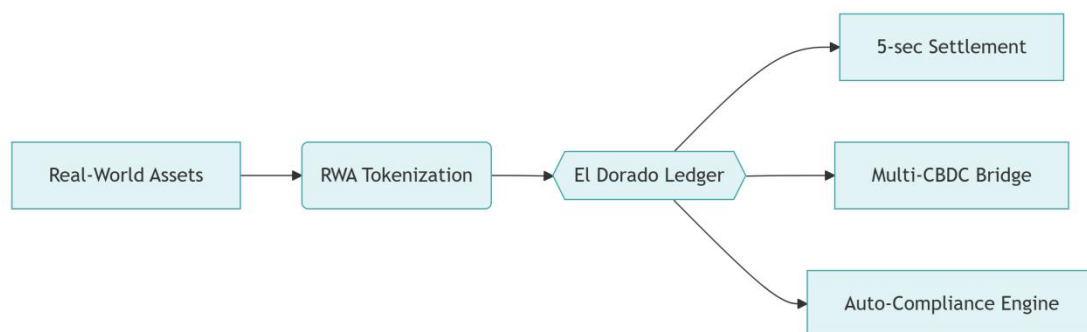 5-sec Settlement
Real-World Assets
RWA Tokenization
El Dorado Ledger
Multi-CBDC Bridge
Auto-Compliance Engine